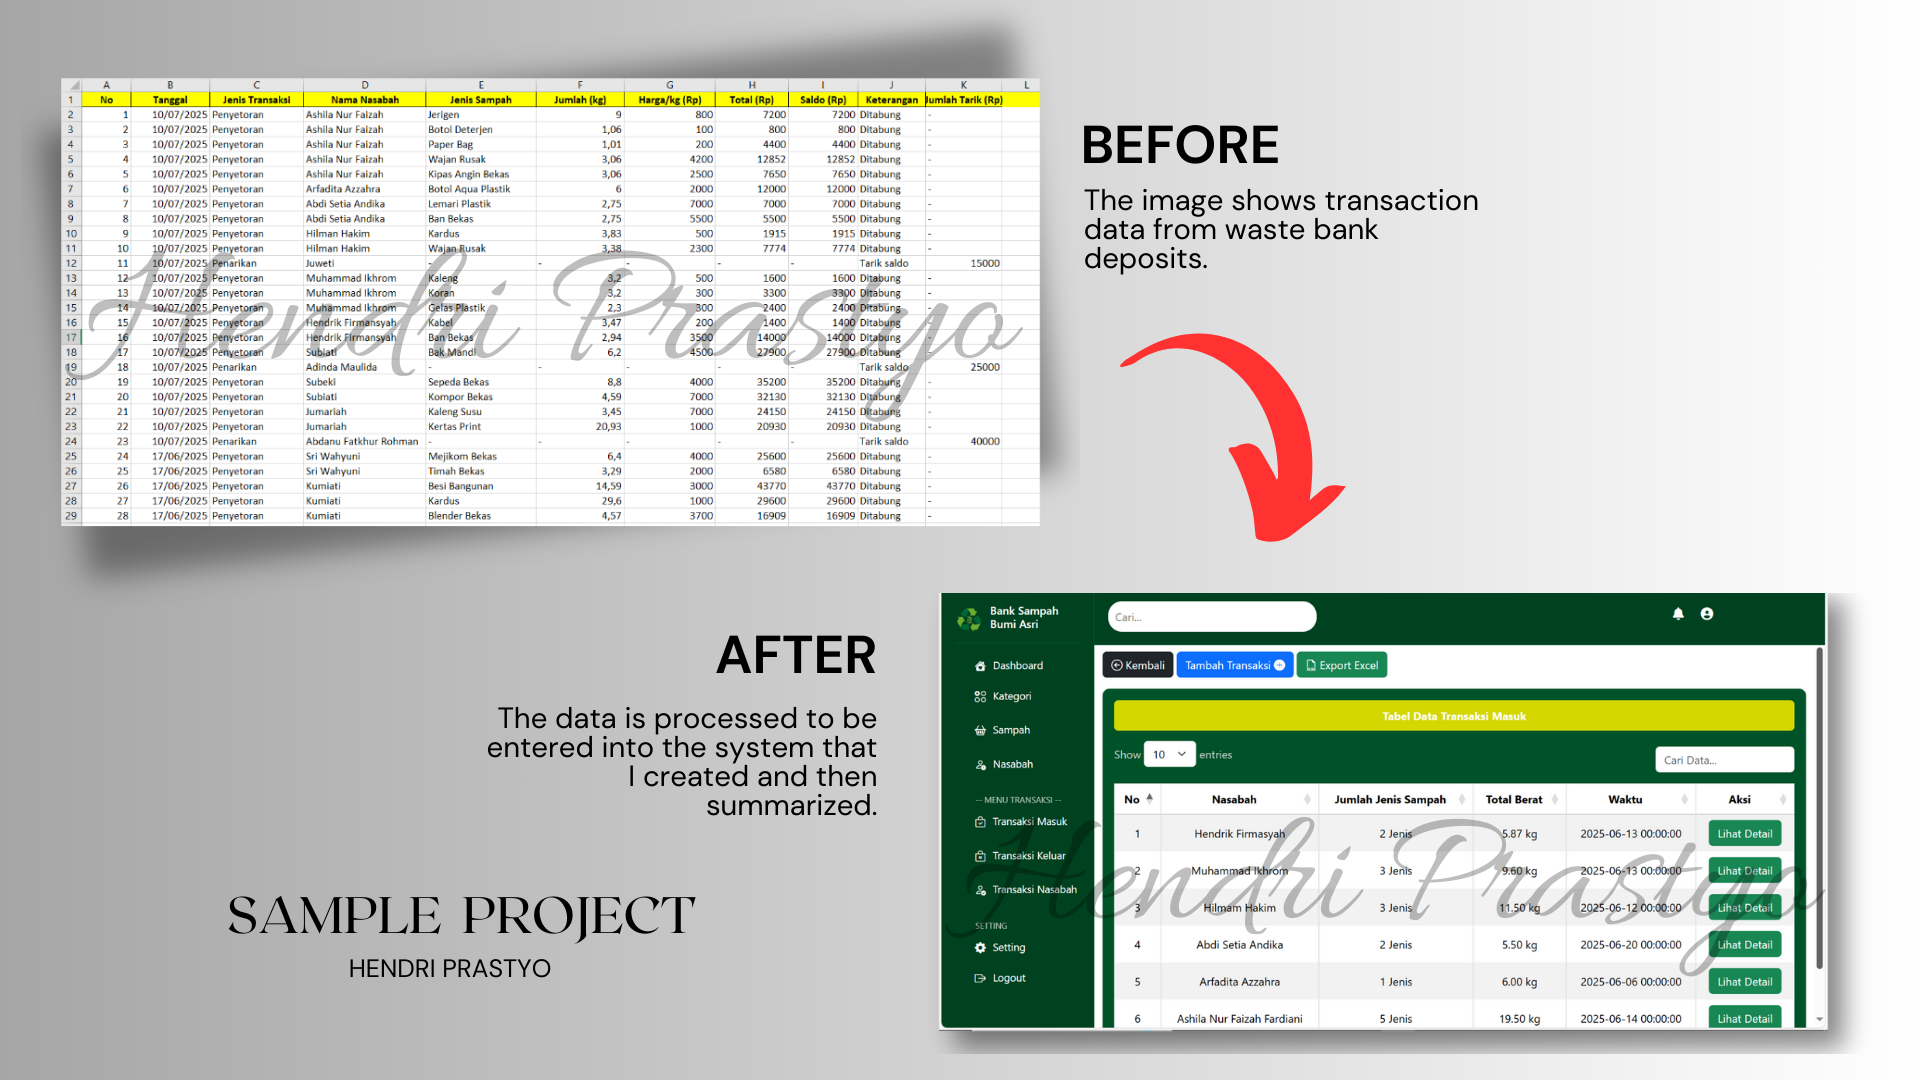 A B C D E F G H I J K L
1 No Tanggal Jenis Transaksi Nama Nasabah Jenis Sampah Jumlah (kg) Harga/kg (Rp) Total (Rp) Saldo (Rp) Keterangan Jumlah Tarik (Rp)
2 1 10/07/2025 Penyetoran Ashila Nur Faizah Jerigen 9 800 7200 7200 Ditabung -
3 2 10/07/2025 Penyetoran Ashila Nur Faizah Botol Deterjen 1,06 100 800 800 Ditabung -
4 3 10/07/2025 Penyetoran Ashila Nur Faizah Paper Bag 1,01 200 4400 4400 Ditabung -
5 4 10/07/2025 Penyetoran Ashila Nur Faizah Wajan Rusak 3,06 4200 12852 12852 Ditabung -
6 5 10/07/2025 Penyetoran Ashila Nur Faizah Kipas Angin Bekas 3,06 2500 7650 7650 Ditabung -
7 6 10/07/2025 Penyetoran Arfadita Azzahra Botol Aqua Plastik 6 2000 12000 12000 Ditabung -
8 7 10/07/2025 Penyetoran Abdi Setia Andika Lemari Plastik 2,75 7000 7000 7000 Ditabung -
9 8 10/07/2025 Penyetoran Abdi Setia Andika Ban Bekas 2,75 5500 5500 5500 Ditabung -
10 9 10/07/2025 Penyetoran Hilman Hakim Kardus 3,83 500 1915 1915 Ditabung -
11 10 10/07/2025 Penyetoran Hilman Hakim Wajan Rusak 3,38 2300 7774 7774 Ditabung -
12 11 10/07/2025 Penarikan Juweti - - - - - Tarik saldo 15000
13 12 10/07/2025 Penyetoran Muhammad Ikhrom Kaleng 3,2 500 1600 1600 Ditabung -
14 13 10/07/2025 Penyetoran Muhammad Ikhrom Koran 3,2 300 3300 3300 Ditabung -
15 14 10/07/2025 Penyetoran Muhammad Ikhrom Gelas Plastik 2,3 300 2400 2400 Ditabung -
16 15 10/07/2025 Penyetoran Hendrik Firmansyah Kabel 3,47 200 1400 1400 Ditabung -
17 16 10/07/2025 Penyetoran Hendrik Firmansyah Ban Bekas 2,94 3500 14000 14000 Ditabung -
18 17 10/07/2025 Penyetoran Subiati Bak Mandi 6,2 4500 27900 27900 Ditabung -
19 18 10/07/2025 Penarikan Adinda Maulida - - - - - Tarik saldo 25000
20 19 10/07/2025 Penyetoran Subeki Sepeda Bekas 8,8 4000 35200 35200 Ditabung -
21 20 10/07/2025 Penyetoran Subiati Kompor Bekas 4,59 7000 32130 32130 Ditabung -
22 21 10/07/2025 Penyetoran Jumariah Kaleng Susu 3,45 7000 24150 24150 Ditabung -
23 22 10/07/2025 Penyetoran Jumariah Kertas Print 20,93 1000 20930 20930 Ditabung -
24 23 10/07/2025 Penarikan Abdanu Fatkhur Rohman - - - - - Tarik saldo 40000
25 24 17/06/2025 Penyetoran Sri Wahyuni Mejikom Bekas 6,4 4000 25600 25600 Ditabung -
26 25 17/06/2025 Penyetoran Sri Wahyuni Timah Bekas 3,29 2000 6580 6580 Ditabung -
27 26 17/06/2025 Penyetoran Kumiati Besi Bangunan 14,59 3000 43770 43770 Ditabung -
28 27 17/06/2025 Penyetoran Kumiati Kardus 29,6 1000 29600 29600 Ditabung -
29 28 17/06/2025 Penyetoran Kumiati Blender Bekas 4,57 3700 16909 16909 Ditabung -
Hendri Prastyo
BEFORE
The image shows transaction
data from waste bank
deposits.
AFTER
The data is processed to be
entered into the system that
I created and then
summarized.
SAMPLE PROJECT
HENDRI PRASTYO
Bank Sampah
Bumi Asri
Cari...
Dashboard
Kategori
Sampah
Nasabah
-- MENU TRANSAKSI --
Transaksi Masuk
Transaksi Keluar
Transaksi Nasabah
SETTING
Setting
Logout
Kembali Tambah Transaksi Export Excel
Tabel Data Transaksi Masuk
Show 10 entries Cari Data...
No Nasabah Jumlah Jenis Sampah Total Berat Waktu Aksi
1 Hendrik Firmasyah 2 Jenis 5.87 kg 2025-06-13 00:00:00 Lihat Detail
2 Muhammad Ikhrom 3 Jenis 9.60 kg 2025-06-13 00:00:00 Lihat Detail
3 Hilmam Hakim 3 Jenis 11.50 kg 2025-06-12 00:00:00 Lihat Detail
4 Abdi Setia Andika 2 Jenis 5.50 kg 2025-06-20 00:00:00 Lihat Detail
5 Arfadita Azzahra 1 Jenis 6.00 kg 2025-06-06 00:00:00 Lihat Detail
6 Ashila Nur Faizah Fardiani 5 Jenis 19.50 kg 2025-06-14 00:00:00 Lihat Detail
Hendri Prastyo